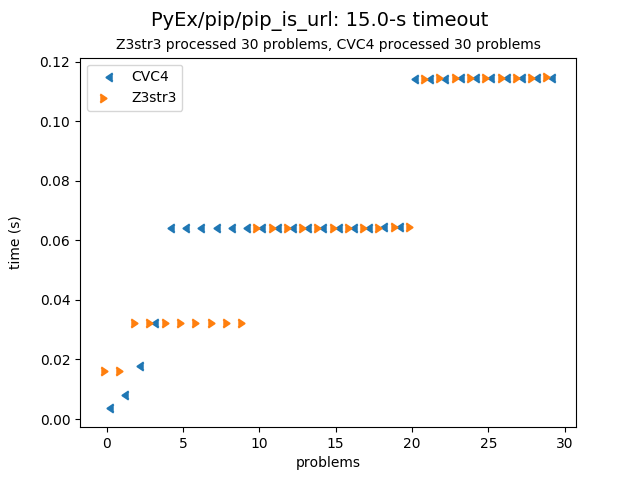 PyEx/pip/pip_is_url: 15.0-s timeout
Z3str3 processed 30 problems, CVC4 processed 30 problems
CVC4
Z3str3
0.12
0.10
0.08
0.06
0.04
0.02
0.00
time (s)
0 5 10 15 20 25 30
problems